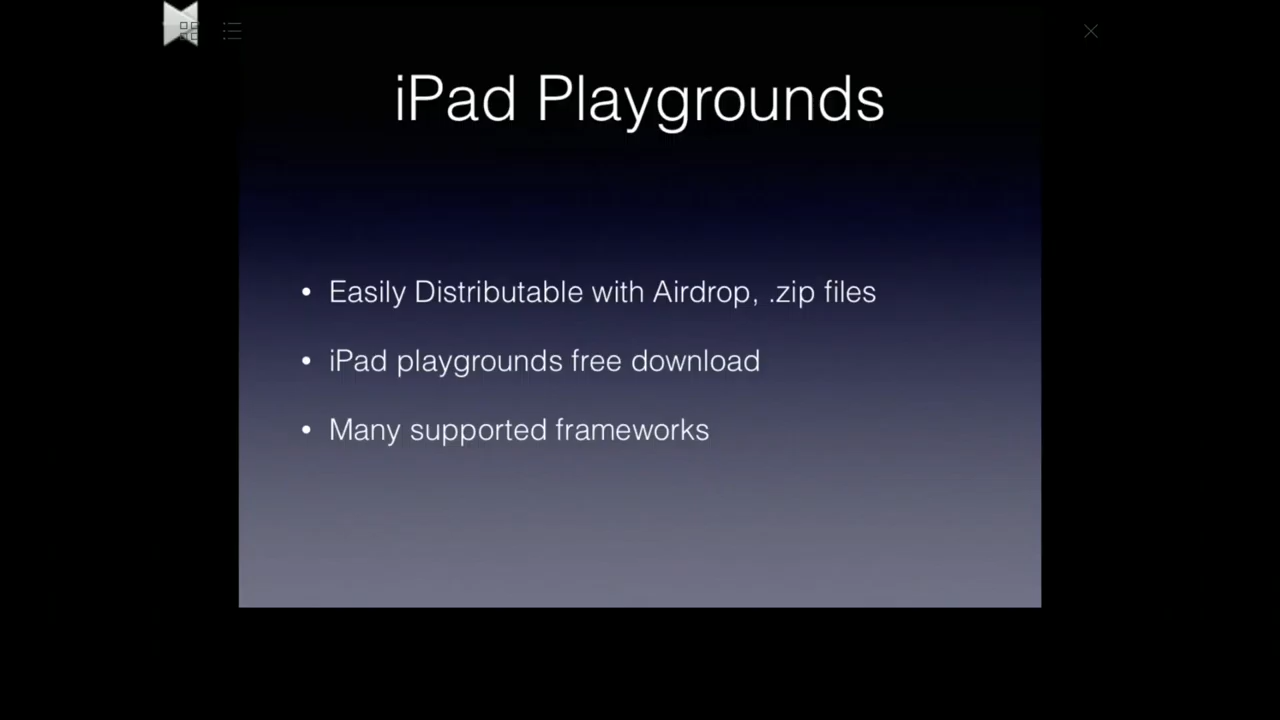 iPad Playgrounds
• Easily Distributable with Airdrop, .zip files
• iPad playgrounds free download
• Many supported frameworks